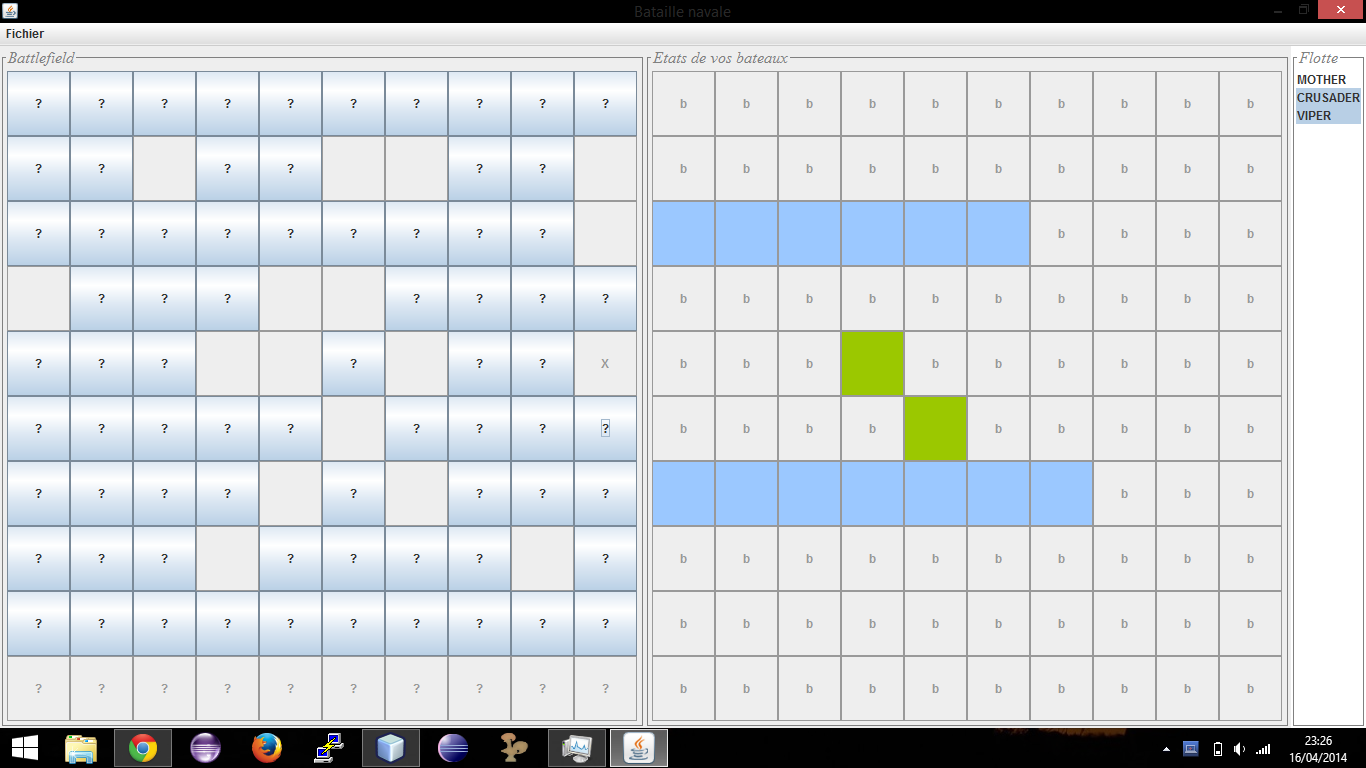 Bataille navale
Fichier
Battlefield
Etats de vos bateaux
Flotte
? ? ? ? ? ? ? ? ? ?
b b b b b b b b b b
MOTHER
CRUSADER
VIPER
? ? ? ? ? ?
b b b b b b b b b b
? ? ? ? ? ? ? ? ?
b b b b
? ? ? ? ? ? ?
b b b b b b b b b b
? ? ? ? ? ? X
b b b b b b b b b
? ? ? ? ? ? ? ? ?
b b b b b b b b b
? ? ? ? ? ? ? ?
b b b
? ? ? ? ? ? ? ?
b b b b b b b b b b
? ? ? ? ? ? ? ? ? ?
b b b b b b b b b b
? ? ? ? ? ? ? ? ? ?
b b b b b b b b b b
23:26
16/04/2014